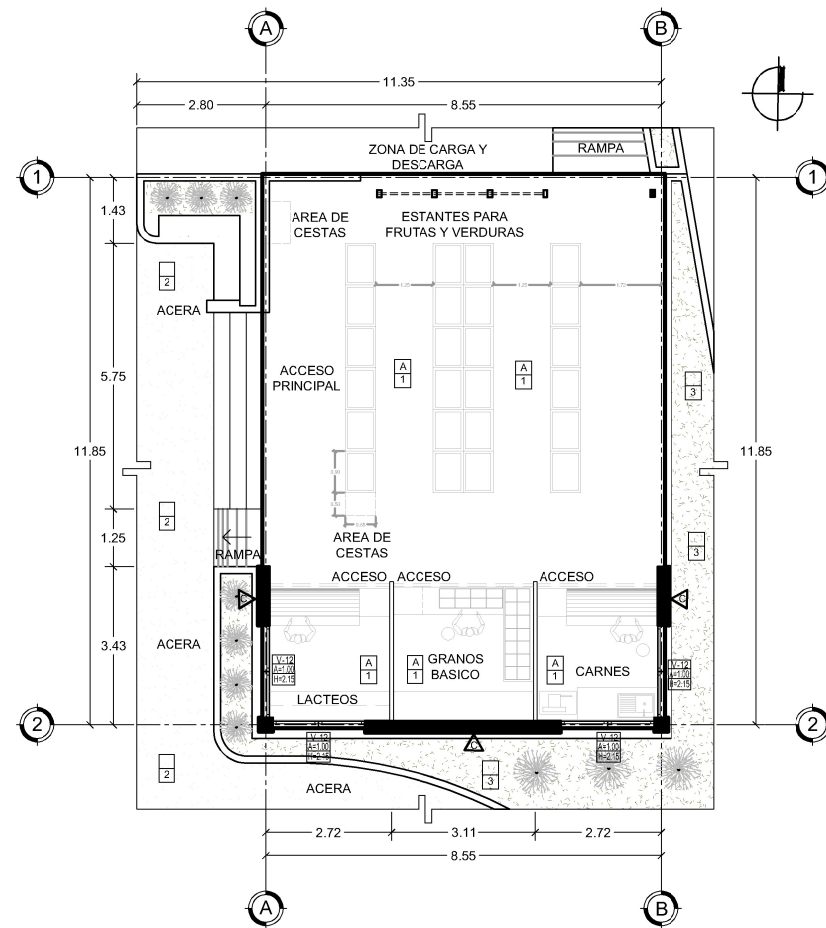 A
B
11.35
2.80
8.55
ZONA DE CARGA Y
DESCARGA
RAMPA
1
1
1.43
AREA DE
CESTAS
ESTANTES PARA
FRUTAS Y VERDURAS
2
ACERA
1.25
5.75
ACCESO
PRINCIPAL
A
1
A
1
3
11.85
11.85
2
AREA DE
CESTAS
1.25
RAMPA
3
ACCESO
ACCESO
ACCESO
C
C
3.43
ACERA
V-12
A=1.00
H=2.15
A
1
A
1
GRANOS
BASICO
A
1
CARNES
V-12
A=1.00
H=2.15
LACTEOS
2
2
V-12
A=1.00
H=2.15
C
V-12
A=1.00
H=2.15
2
3
ACERA
2.72
3.11
2.72
8.55
A
B